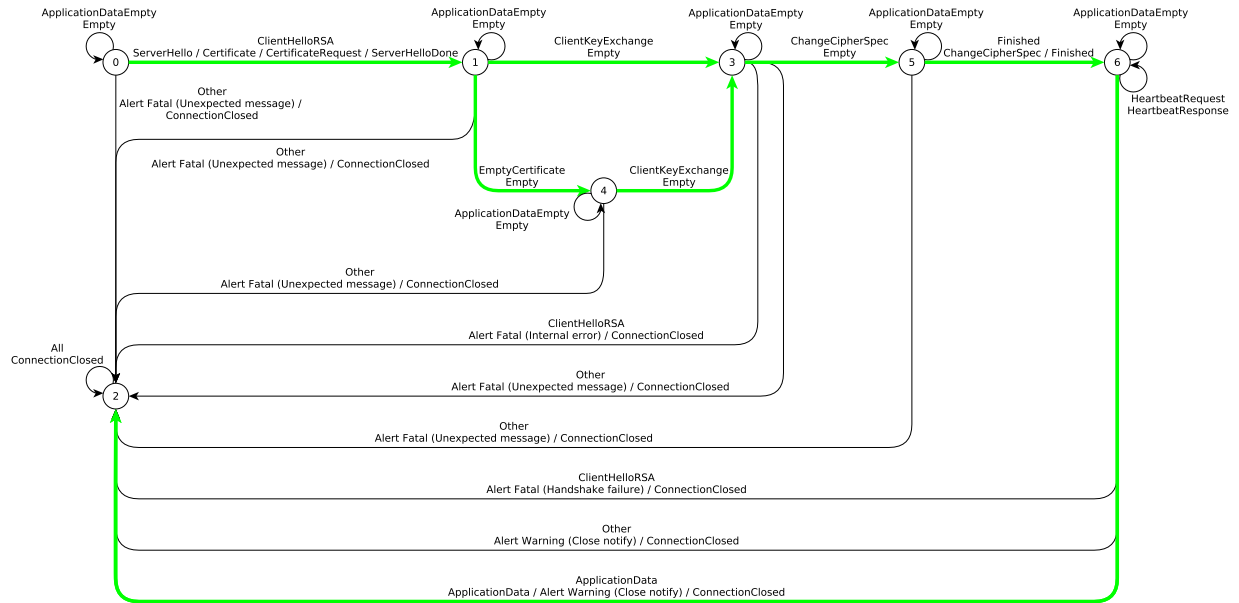 ApplicationDataEmpty
Empty
ApplicationDataEmpty
Empty
ApplicationDataEmpty
Empty
ApplicationDataEmpty
Empty
ApplicationDataEmpty
Empty
ClientHelloRSA
ServerHello / Certificate / CertificateRequest / ServerHelloDone
ClientKeyExchange
Empty
ChangeCipherSpec
Empty
Finished
ChangeCipherSpec / Finished
0
1
3
5
6
Other
Alert Fatal (Unexpected message) /
ConnectionClosed
HeartbeatRequest
HeartbeatResponse
Other
Alert Fatal (Unexpected message) / ConnectionClosed
EmptyCertificate
Empty
ClientKeyExchange
Empty
4
ApplicationDataEmpty
Empty
Other
Alert Fatal (Unexpected message) / ConnectionClosed
ClientHelloRSA
Alert Fatal (Internal error) / ConnectionClosed
All
ConnectionClosed
Other
Alert Fatal (Unexpected message) / ConnectionClosed
2
Other
Alert Fatal (Unexpected message) / ConnectionClosed
ClientHelloRSA
Alert Fatal (Handshake failure) / ConnectionClosed
Other
Alert Warning (Close notify) / ConnectionClosed
ApplicationData
ApplicationData / Alert Warning (Close notify) / ConnectionClosed